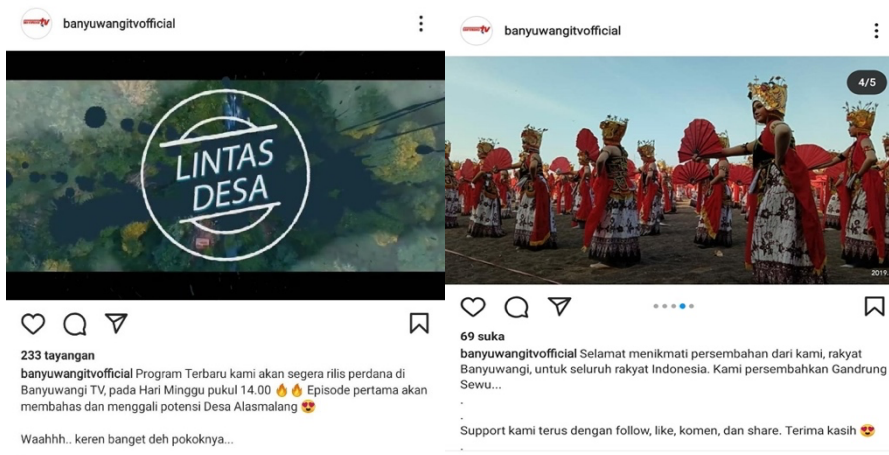 banyuwangitvofficial
LINTAS
DESA
233 tayangan
banyuwangitvofficial Program Terbaru kami akan segera rilis perdana di
Banyuwangi TV, pada Hari Minggu pukul 14.00 🔥🔥 Episode pertama akan
membahas dan menggali potensi Desa Alasmalang 😍
Waahhh.. keren banget deh pokoknya...
banyuwangitvofficial
4/5
2019.
69 suka
banyuwangitvofficial Selamat menikmati persembahan dari kami, rakyat
Banyuwangi, untuk seluruh rakyat Indonesia. Kami persembahkan Gandrung
Sewu...
.
.
Support kami terus dengan follow, like, komen, dan share. Terima kasih 😍
.